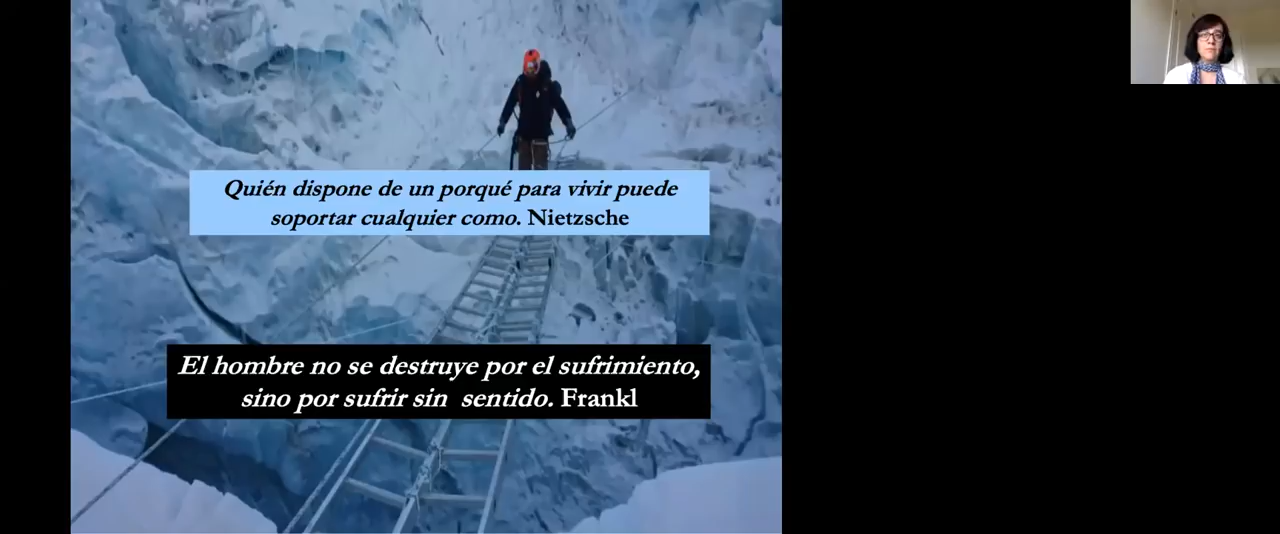 Quién dispone de un porqué para vivir puede
soportar cualquier como. Nietzsche
El hombre no se destruye por el sufrimiento,
sino por sufrir sin sentido. Frankl